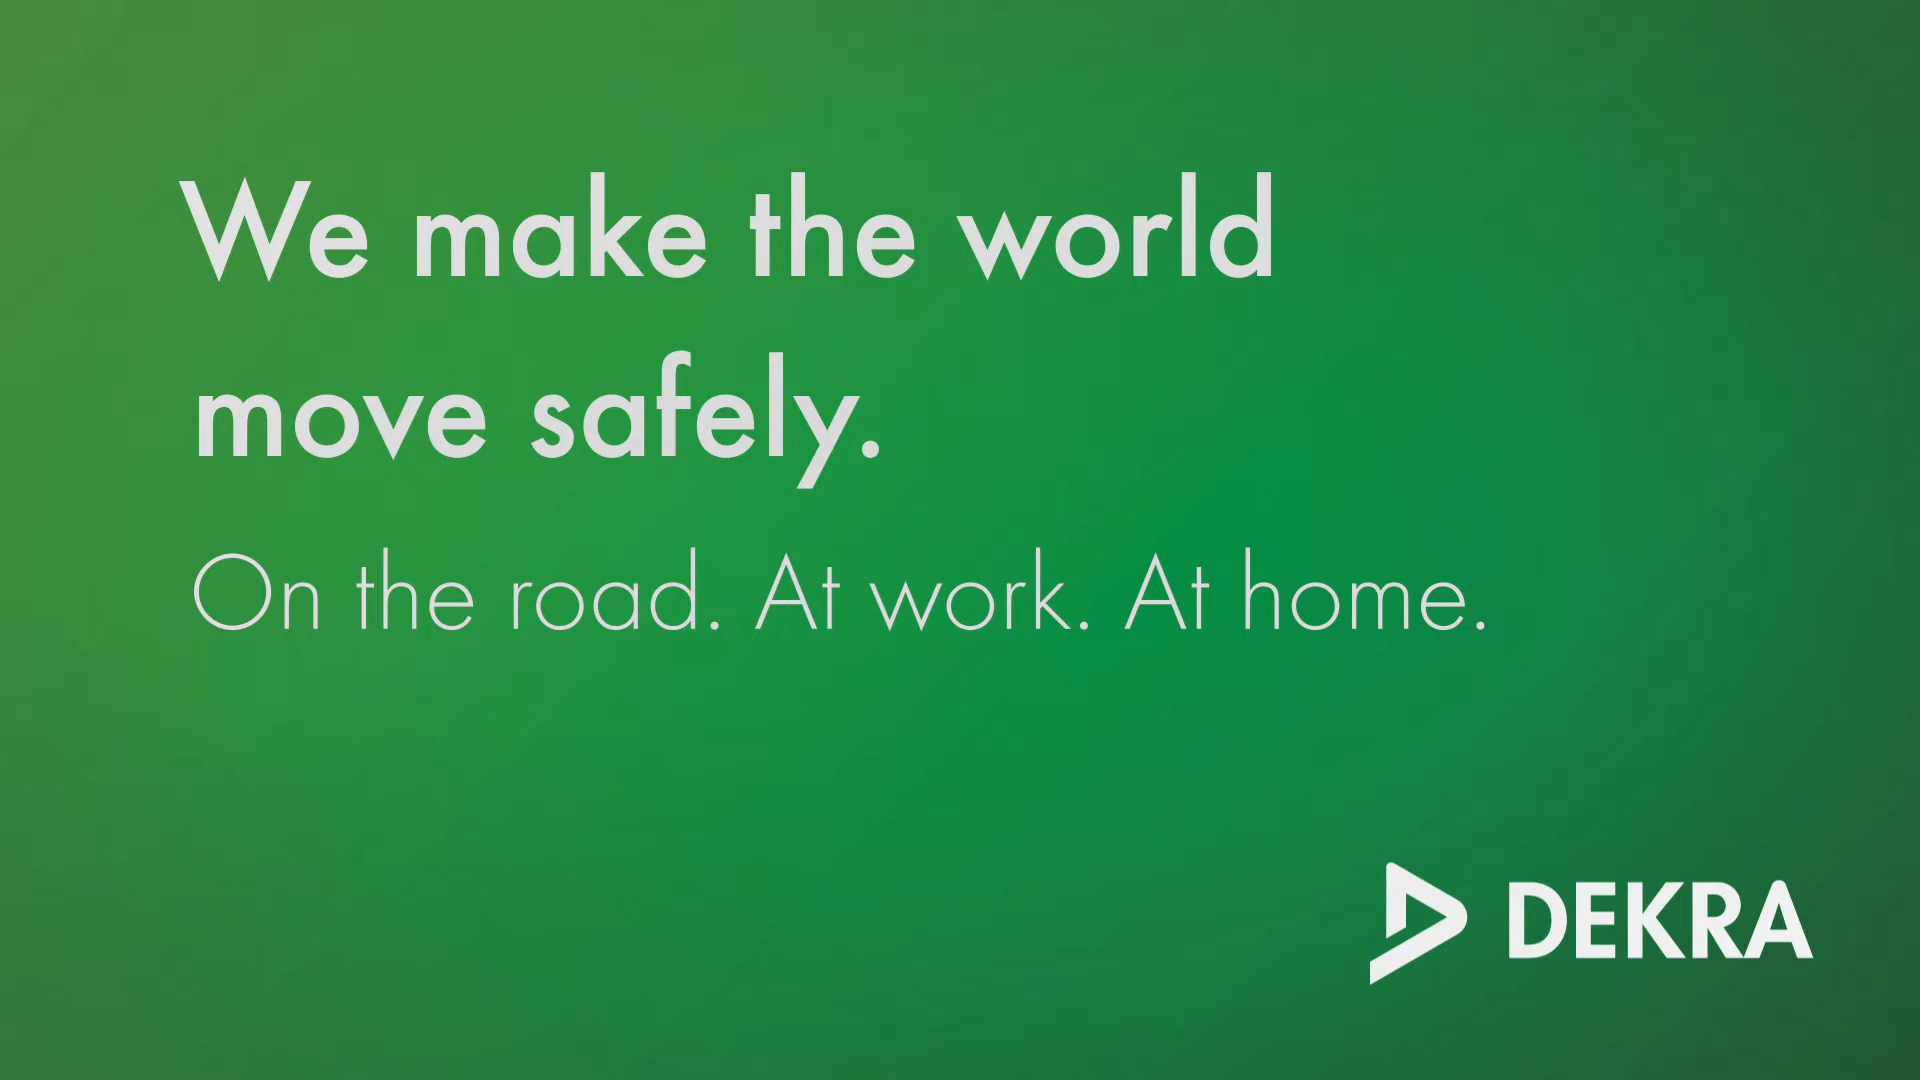 We make the world
move safely.
On the road. At work. At home.
DEKRA